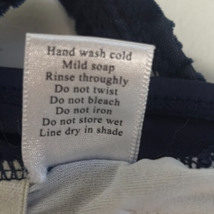 Hand wash cold
Mild soap
Rinse throughly
Do not twist
Do not bleach
Do not iron
Do not store wet
Line dry in shade